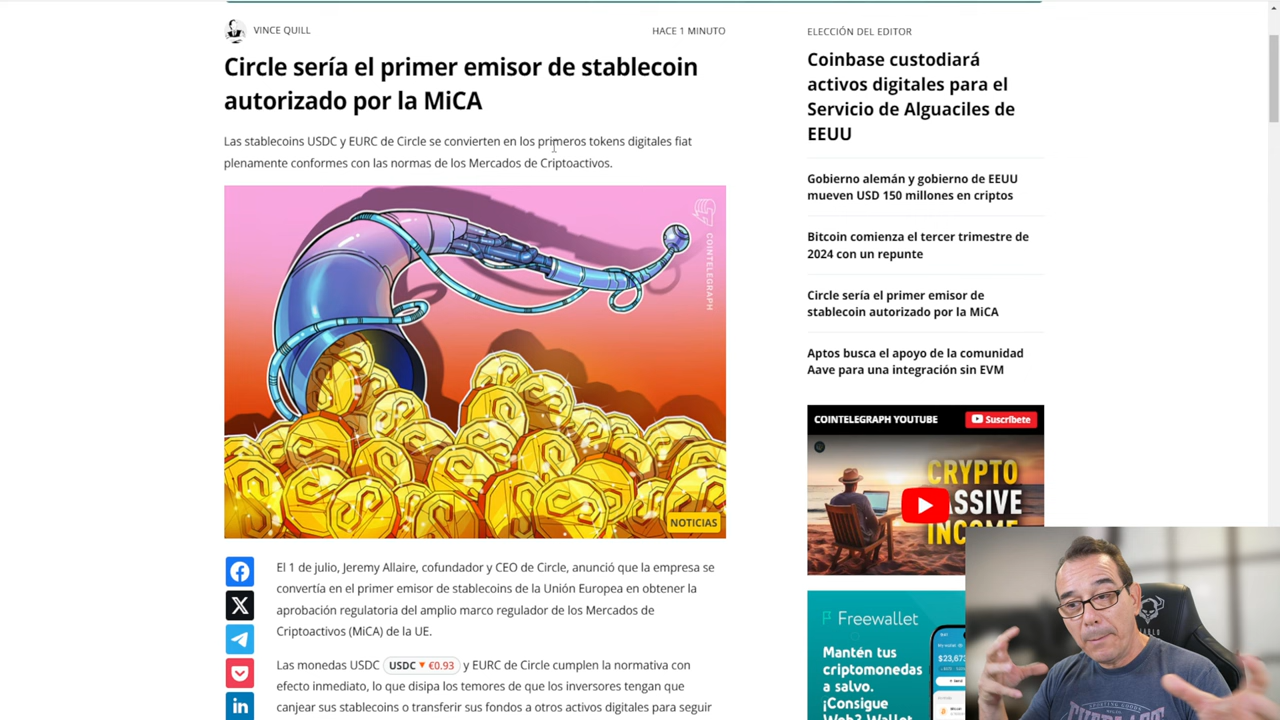 VINCE QUILL
HACE 1 MINUTO
Circle sería el primer emisor de stablecoin
autorizado por la MiCA
Las stablecoins USDC y EURC de Circle se convierten en los primeros tokens digitales fiat
plenamente conformes con las normas de los Mercados de Criptoactivos.
COINTELEGRAPH
NOTICIAS
El 1 de julio, Jeremy Allaire, cofundador y CEO de Circle, anunció que la empresa se
convertía en el primer emisor de stablecoins de la Unión Europea en obtener la
aprobación regulatoria del amplio marco regulador de los Mercados de
Criptoactivos (MiCA) de la UE.
Las monedas USDC USDC ▼ €0.93 y EURC de Circle cumplen la normativa con
efecto inmediato, lo que disipa los temores de que los inversores tengan que
canjear sus stablecoins o transferir sus fondos a otros activos digitales para seguir
ELECCIÓN DEL EDITOR
Coinbase custodiará
activos digitales para el
Servicio de Alguaciles de
EEUU
Gobierno alemán y gobierno de EEUU
mueven USD 150 millones en criptos
Bitcoin comienza el tercer trimestre de
2024 con un repunte
Circle sería el primer emisor de
stablecoin autorizado por la MiCA
Aptos busca el apoyo de la comunidad
Aave para una integración sin EVM
COINTELEGRAPH YOUTUBE
Suscríbete
CRYPTO
ASSIVE
INCOME
Freewallet
Mantén tus
criptomonedas
a salvo.
¡Consigue
Web3 Wallet
$23,67